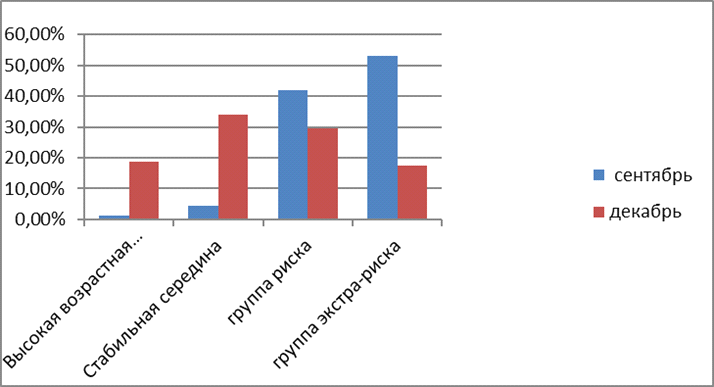 60,00%
50,00%
40,00%
30,00%
20,00%
10,00%
0,00%
Высокая возрастная...
Стабильная середина
группа риска
группа экстра-риска
сентябрь
декабрь